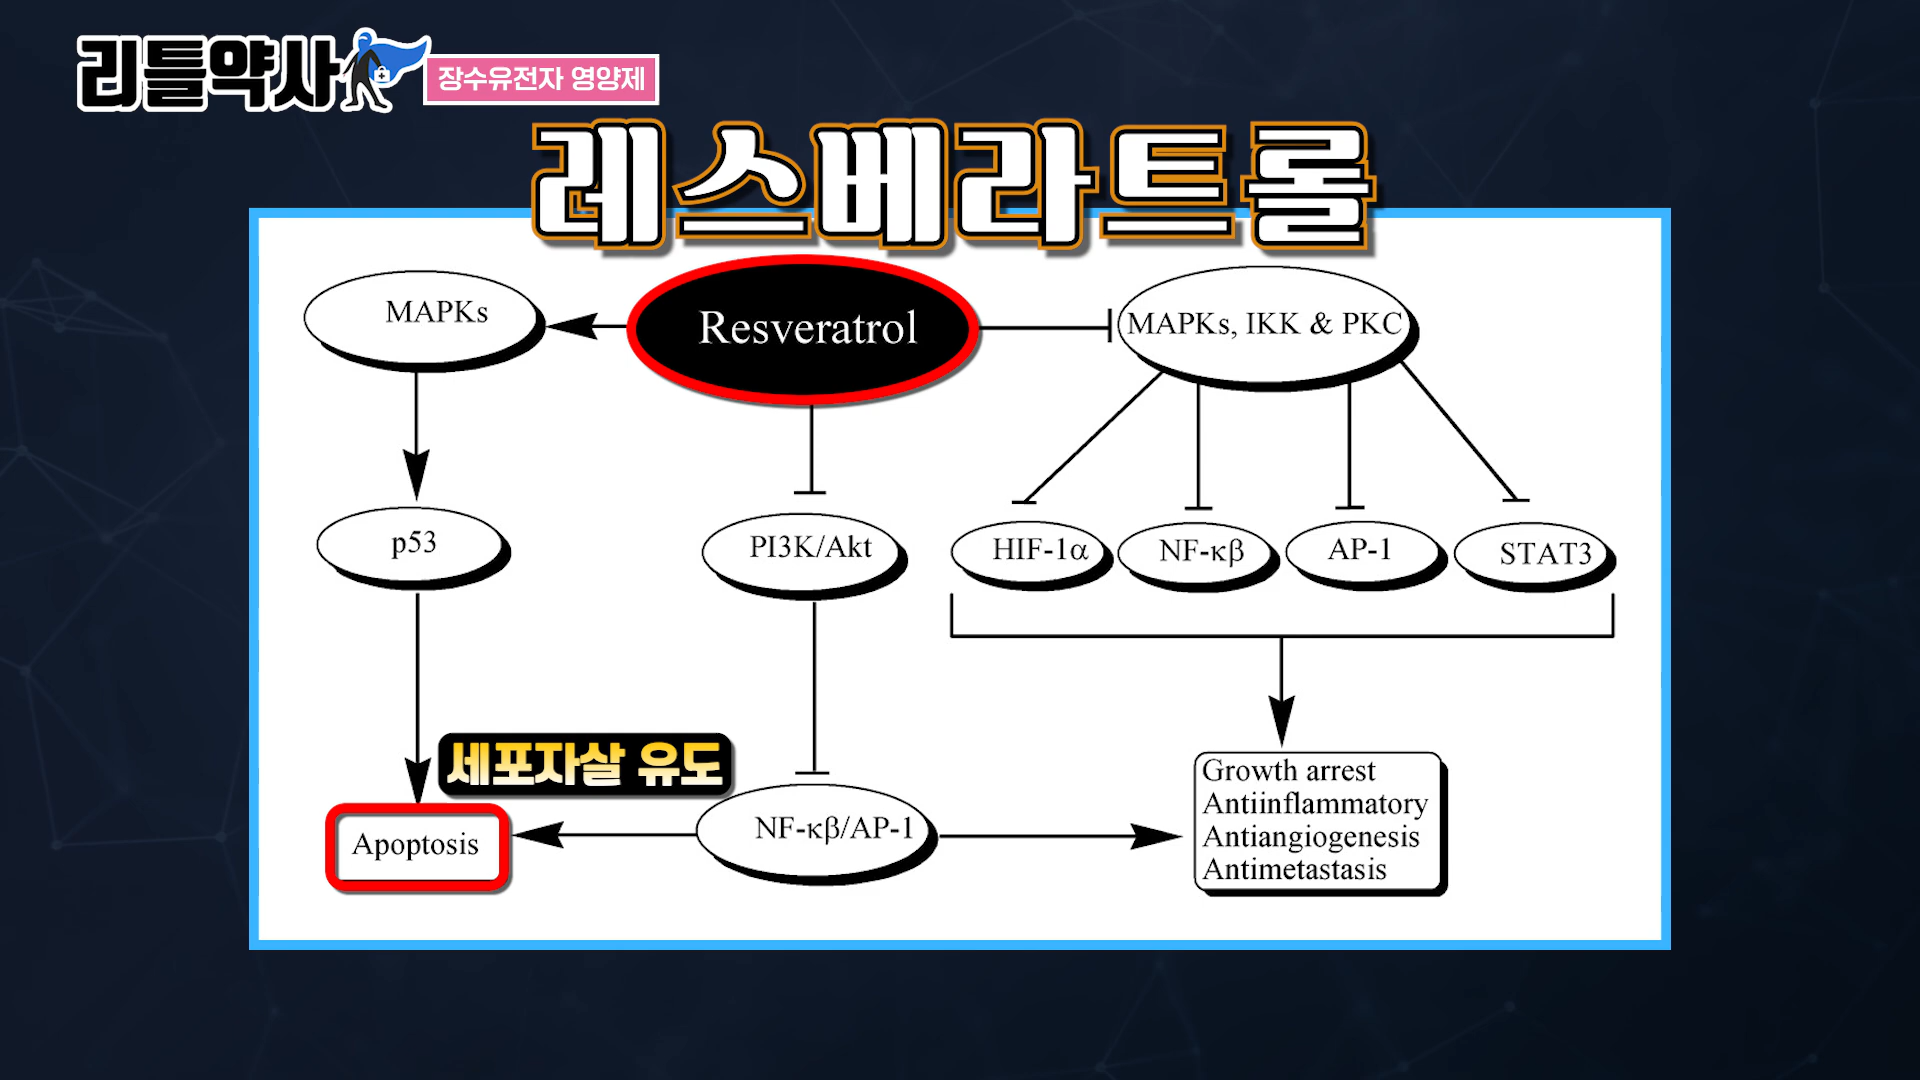 리틀약사
장수유전자 영양제
레스베라트롤
MAPKs
Resveratrol
MAPKs, IKK & PKC
p53
PI3K/Akt
HIF-1α
NF-κβ
AP-1
STAT3
세포자살 유도
Apoptosis
NF-κβ/AP-1
Growth arrest
Antiinflammatory
Antiangiogenesis
Antimetastasis